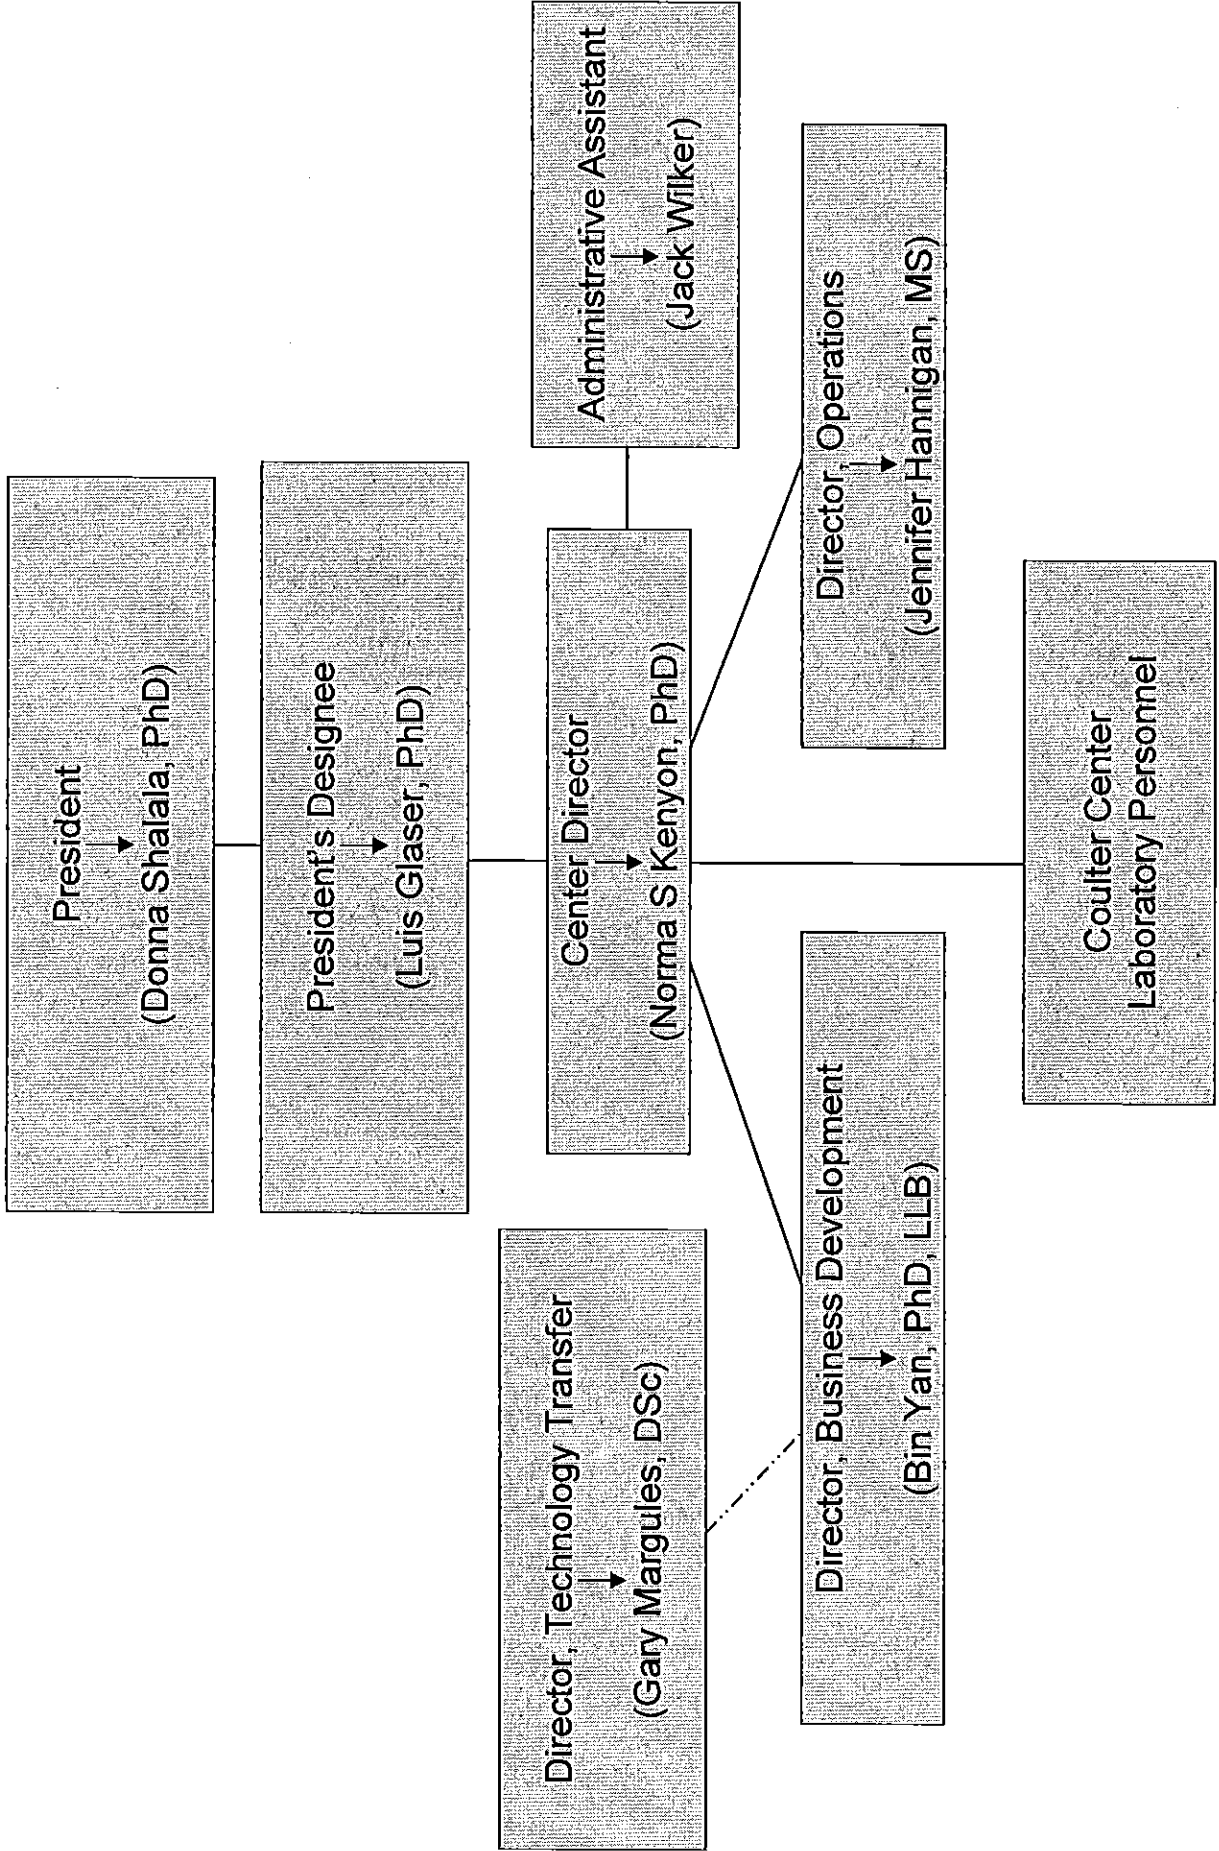 President
(Donna Shalala, PhD)
President's Designee
(Luis Glaser, PhD)
Director, Technology Transfer
(Gary Margules, DSc)
Center Director
(Norma S Kenyon, PhD)
Administrative Assistant
(Jack Wilker)
Director, Business Development
(Bin Yan, PhD, LLB)
Director, Operations
(Jennifer Hannigan, MS)
Coulter Center
Laboratory Personnel